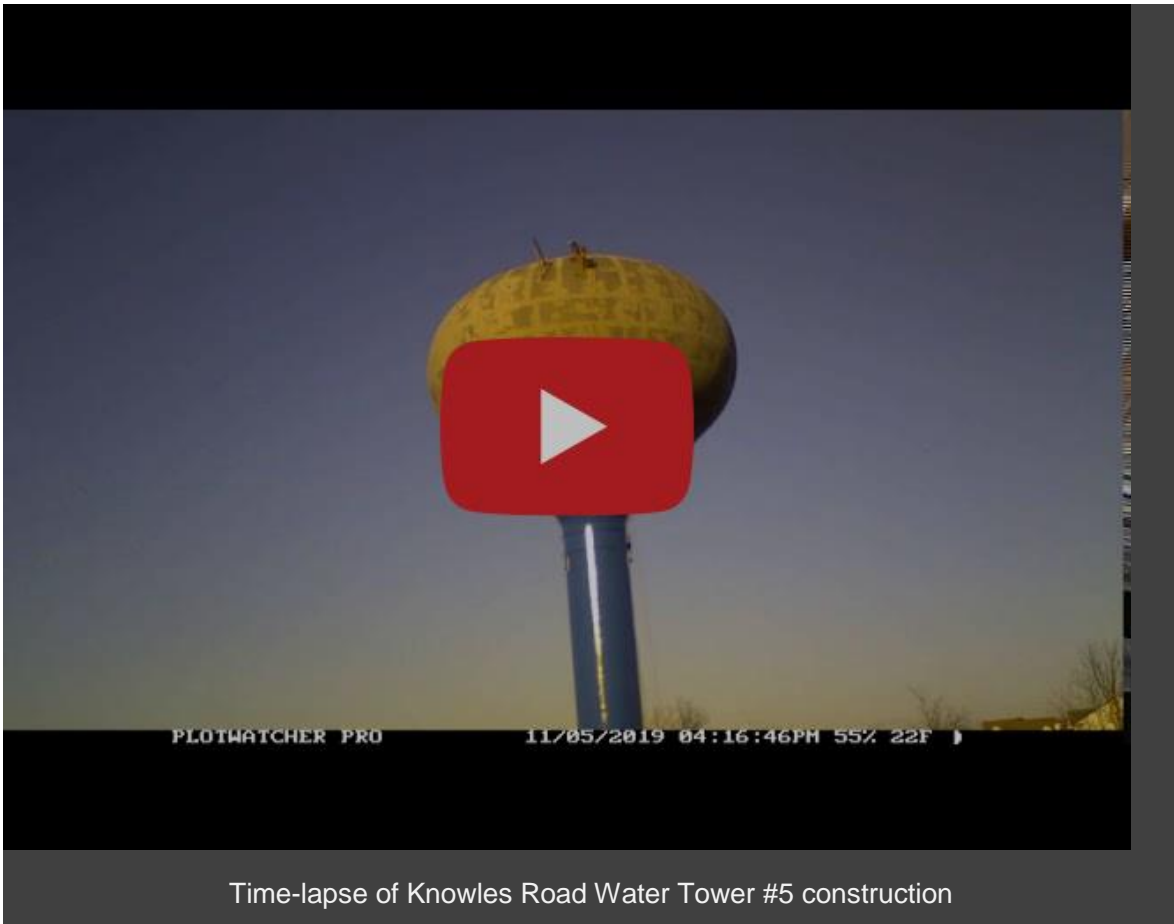 PLOTWATCHER PRO 11/05/2019 04:16:46PM 55% 22F
Time-lapse of Knowles Road Water Tower #5 construction